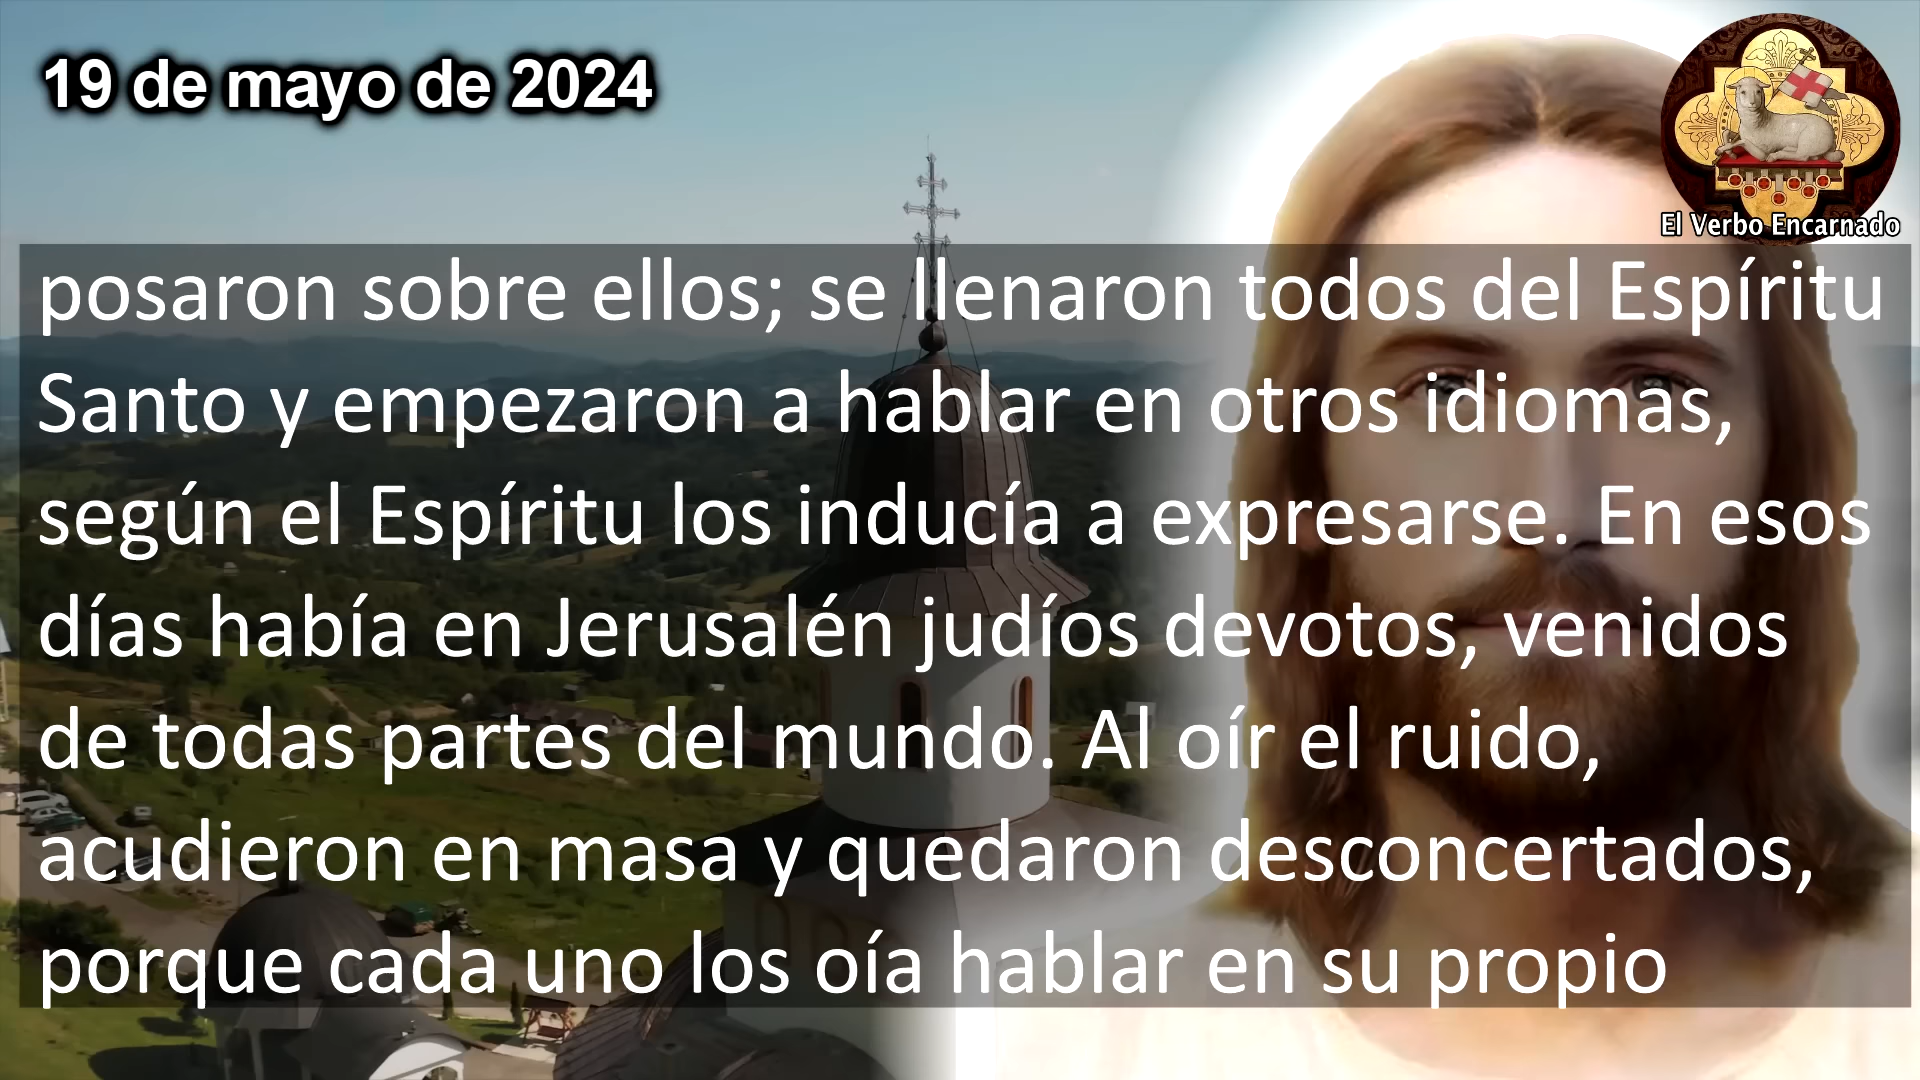 19 de mayo de 2024
El Verbo Encarnado
posaron sobre ellos; se llenaron todos del Espíritu
Santo y empezaron a hablar en otros idiomas,
según el Espíritu los inducía a expresarse. En esos
días había en Jerusalén judíos devotos, venidos
de todas partes del mundo. Al oír el ruido,
acudieron en masa y quedaron desconcertados,
porque cada uno los oía hablar en su propio